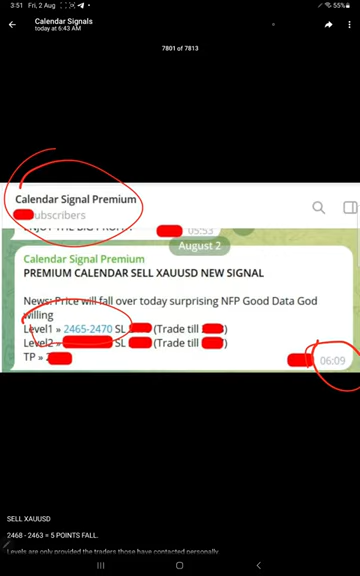 3:51 Fri, 2 Aug
55%
Calendar Signals
today at 6:43 AM
7801 of 7813
Calendar Signal Premium
ubscribers
05:53
August 2
Calendar Signal Premium
PREMIUM CALENDAR SELL XAUUSD NEW SIGNAL
News: Price will fall over today surprising NFP Good Data God
willing
Level1 » 2465-2470 SL (Trade till
Level2 » SL (Trade till
TP » 2
06:09
SELL XAUUSD
2468 - 2463 = 5 POINTS FALL.
Levels are only provided the traders those have contacted personally